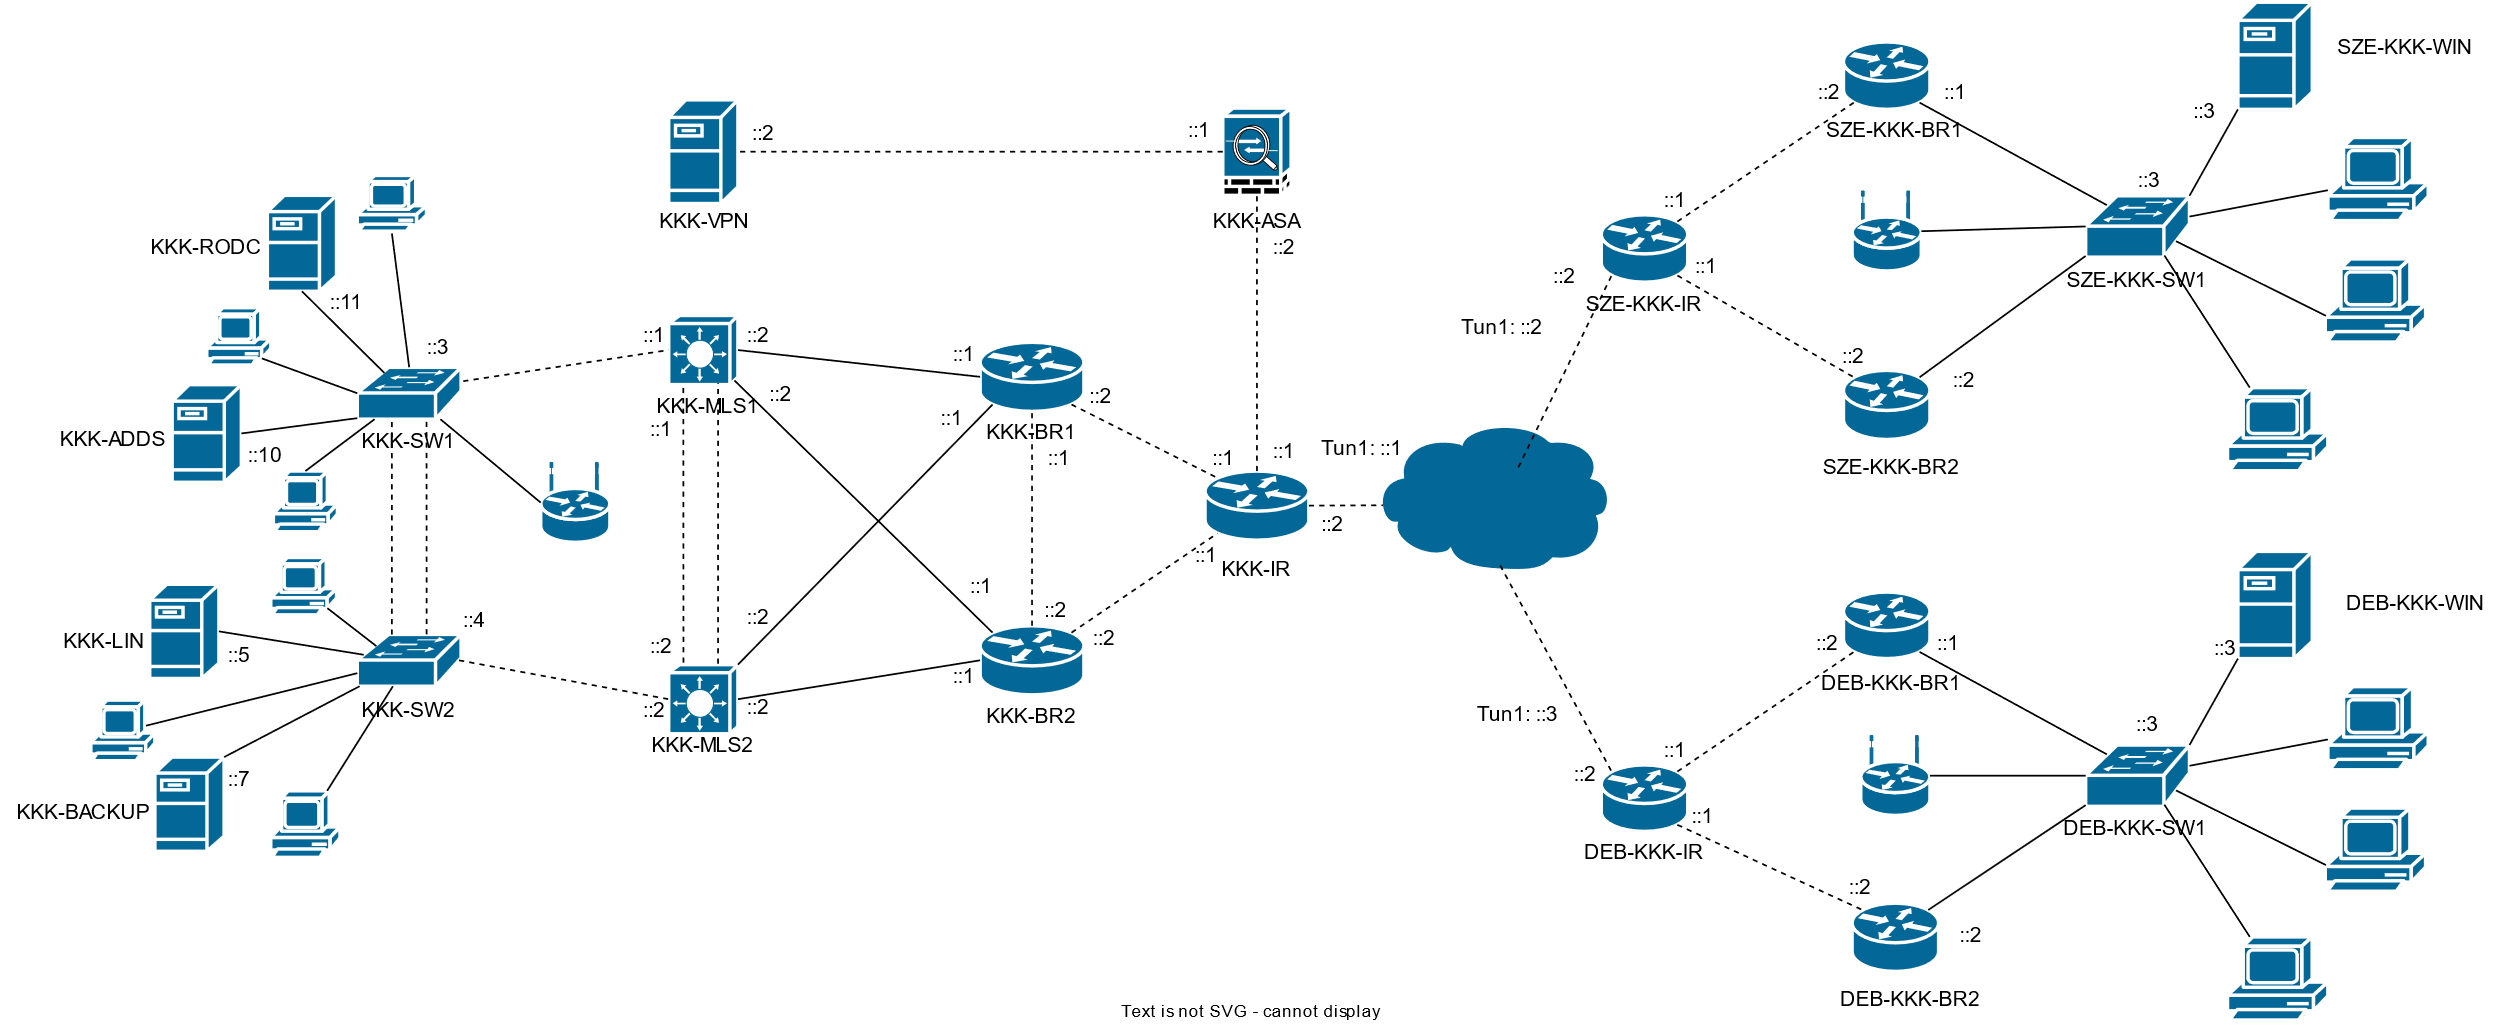 SZE-KKK-WIN
::2
::1
::3
SZE-KKK-BR1
::2
::1
KKK-VPN
KKK-ASA
::3
::1
::2
KKK-RODC
::11
::2
::1
SZE-KKK-SW1
SZE-KKK-IR
Tun1: ::2
::3
::1
::2
::1
::2
::2
::2
::1
::2
KKK-MLS1
::1
KKK-BR1
KKK-ADDS
::10
KKK-SW1
::1
::1
::1
::1
Tun1: ::1
SZE-KKK-BR2
::2
::1
KKK-IR
::1
::2
::2
::2
::4
KKK-LIN
::5
::2
::1
::2
::2
KKK-BR2
KKK-SW2
KKK-MLS2
KKK-BACKUP
::7
DEB-KKK-WIN
::2
::1
::3
DEB-KKK-BR1
Tun1: ::3
::3
::1
::2
::1
DEB-KKK-SW1
DEB-KKK-IR
::2
::2
DEB-KKK-BR2
Text is not SVG - cannot display